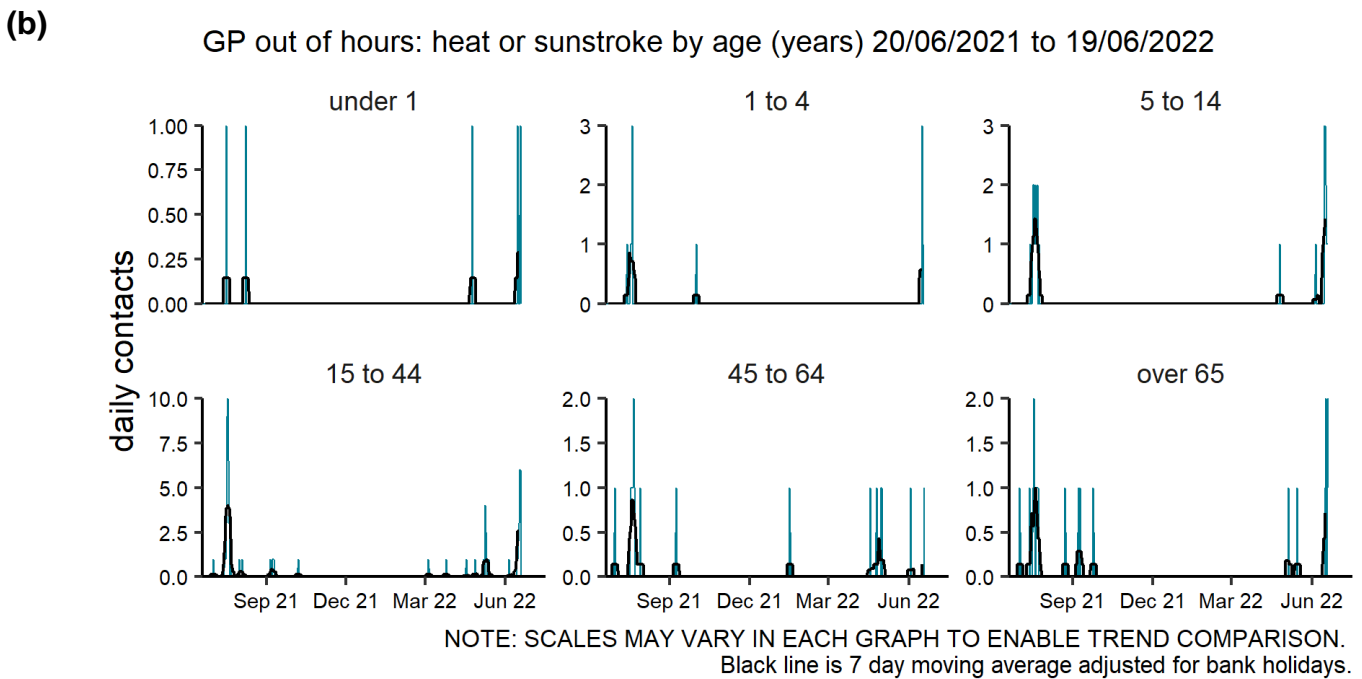 (b)
GP out of hours: heat or sunstroke by age (years) 20/06/2021 to 19/06/2022
daily contacts
under 1
1.00
0.75
0.50
0.25
0.00
1 to 4
3
2
1
0
5 to 14
3
2
1
0
15 to 44
10.0
7.5
5.0
2.5
0.0
Sep 21 Dec 21 Mar 22 Jun 22
45 to 64
2.0
1.5
1.0
0.5
0.0
Sep 21 Dec 21 Mar 22 Jun 22
over 65
2.0
1.5
1.0
0.5
0.0
Sep 21 Dec 21 Mar 22 Jun 22
NOTE: SCALES MAY VARY IN EACH GRAPH TO ENABLE TREND COMPARISON.
Black line is 7 day moving average adjusted for bank holidays.